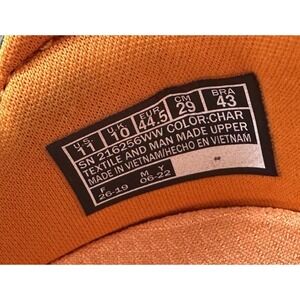 US UK EUR CM BRA
11 10 44.5 29 43
SN 216256WW COLOR:CHAR
TEXTILE AND MAN MADE UPPER
MADE IN VIETNAM/HECHO EN VIETNAM
F M Y
26-19 06-22